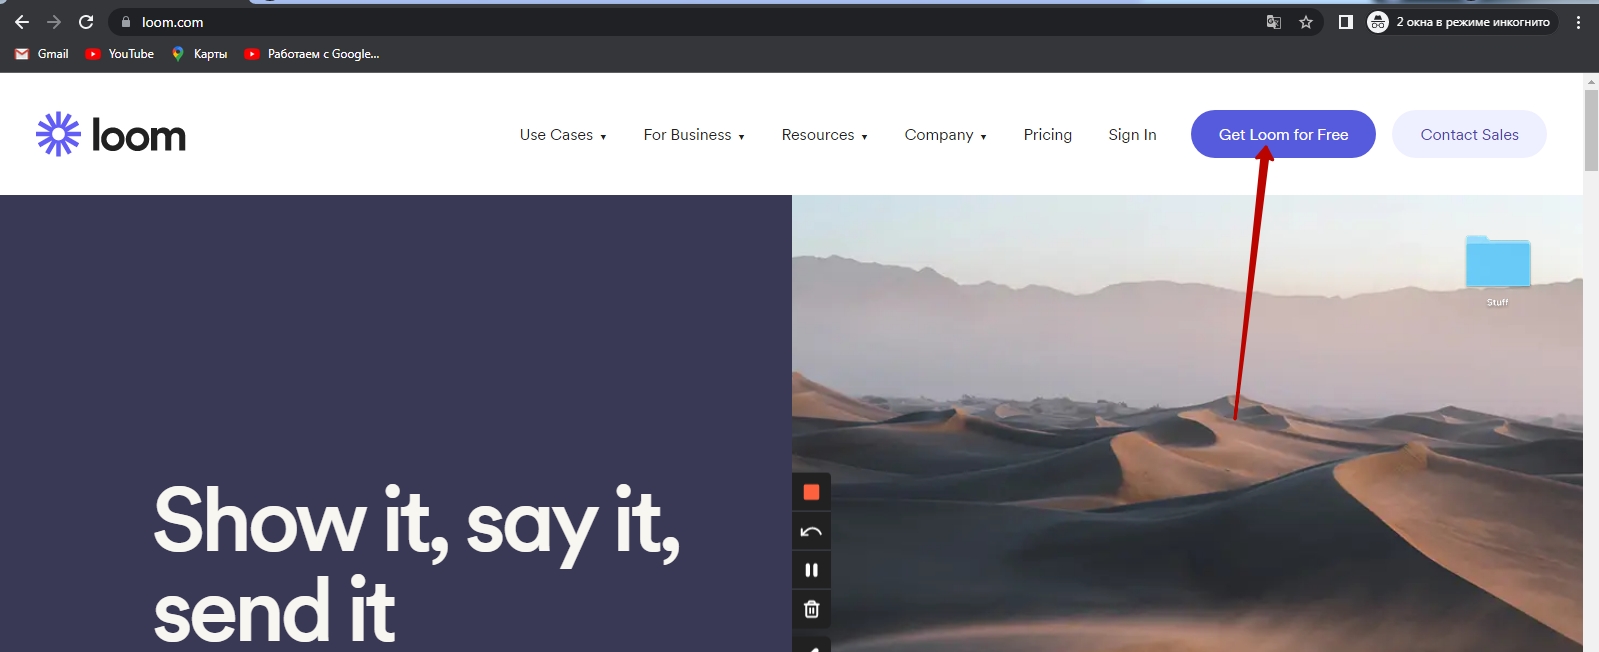 loom.com
2 окна в режиме инкогнито
Gmail YouTube Карты Работаем с Google...
loom
Use Cases For Business Resources Company Pricing Sign In Get Loom for Free Contact Sales
Stuff
Show it, say it,
send it